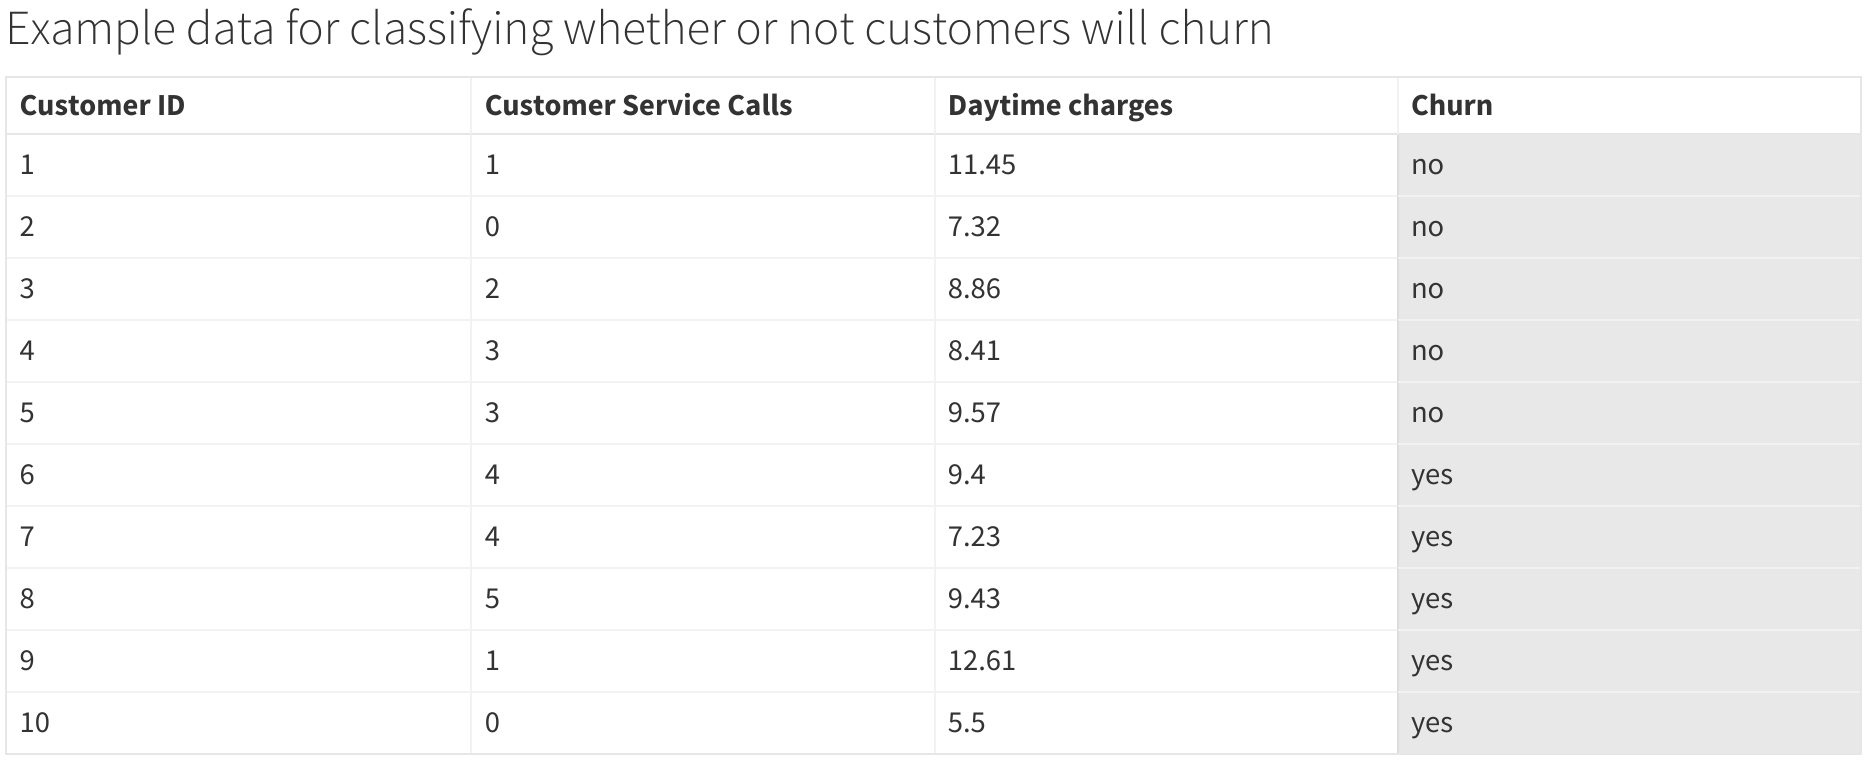 Example data for classifying whether or not customers will churn
Customer ID Customer Service Calls Daytime charges Churn
1 1 11.45 no
2 0 7.32 no
3 2 8.86 no
4 3 8.41 no
5 3 9.57 no
6 4 9.4 yes
7 4 7.23 yes
8 5 9.43 yes
9 1 12.61 yes
10 0 5.5 yes